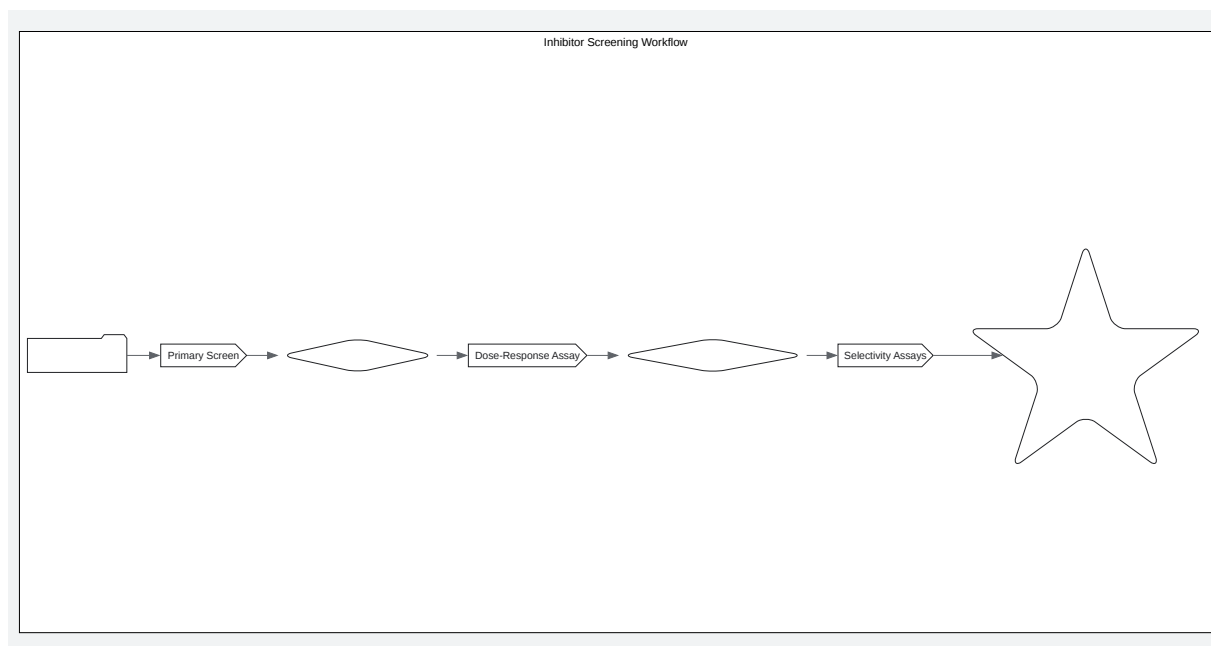 Inhibitor Screening Workflow
Primary Screen
Dose-Response Assay
Selectivity Assays